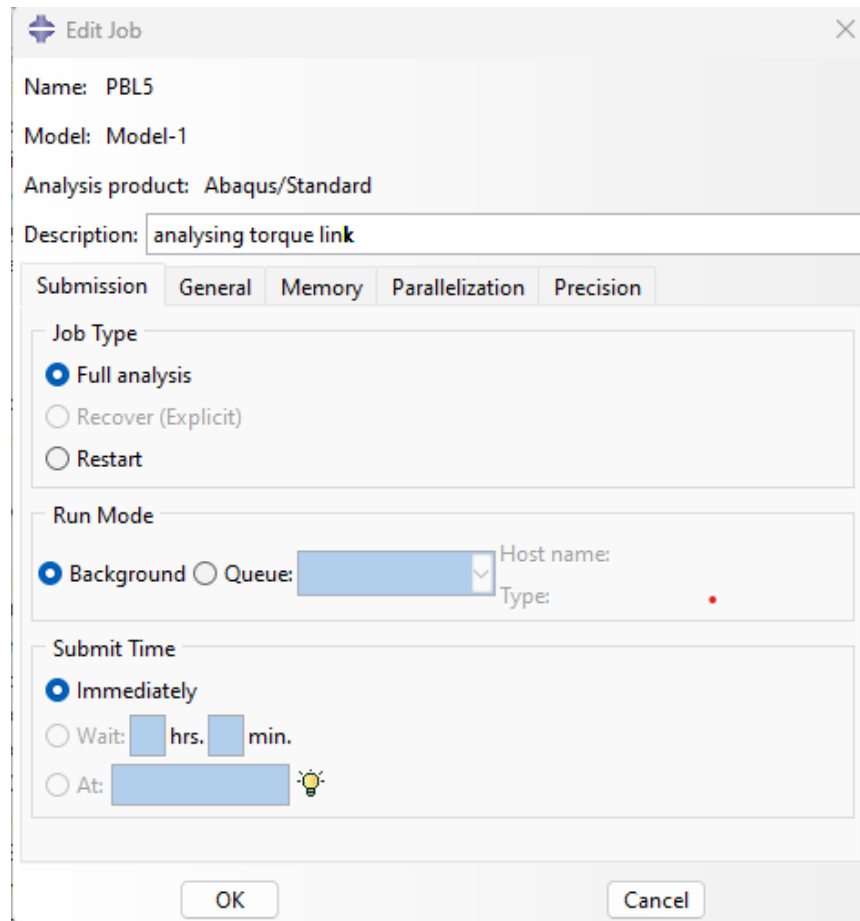 Edit Job
Name: PBL5
Model: Model-1
Analysis product: Abaqus/Standard
Description: analysing torque link
Submission General Memory Parallelization Precision
Job Type
Full analysis
Recover (Explicit)
Restart
Run Mode
Background Queue: Host name:
Type:
Submit Time
Immediately
Wait: hrs. min.
At:
OK Cancel